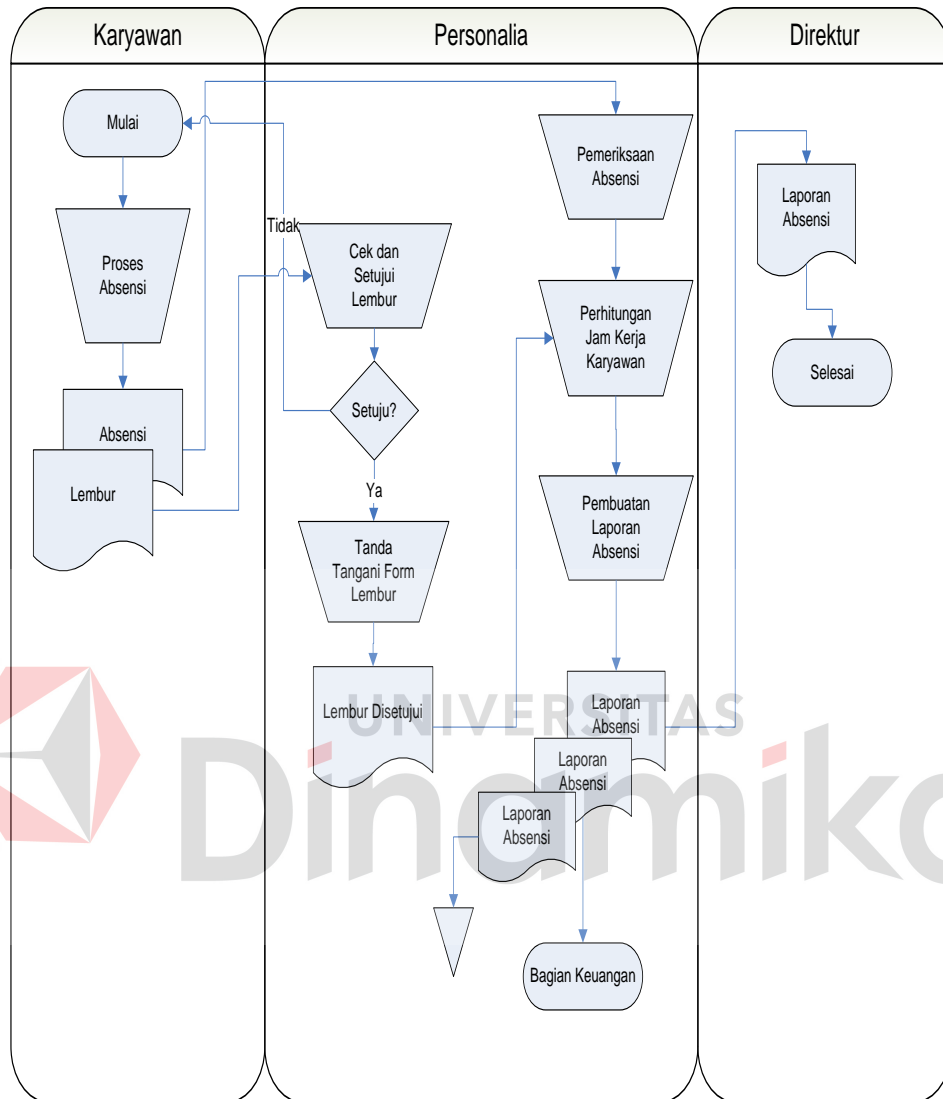 Karyawan
Personalia
Direktur
Mulai
Proses
Absensi
Absensi
Lembur
Tidak
Cek dan
Setujui
Lembur
Setuju?
Ya
Tanda
Tangani Form
Lembur
Lembur Disetujui
Pemeriksaan
Absensi
Perhitungan
Jam Kerja
Karyawan
Pembuatan
Laporan
Absensi
Laporan
Absensi
Laporan
Absensi
Laporan
Absensi
Bagian Keuangan
Laporan
Absensi
Selesai
UNIVERSITAS
Dinamika